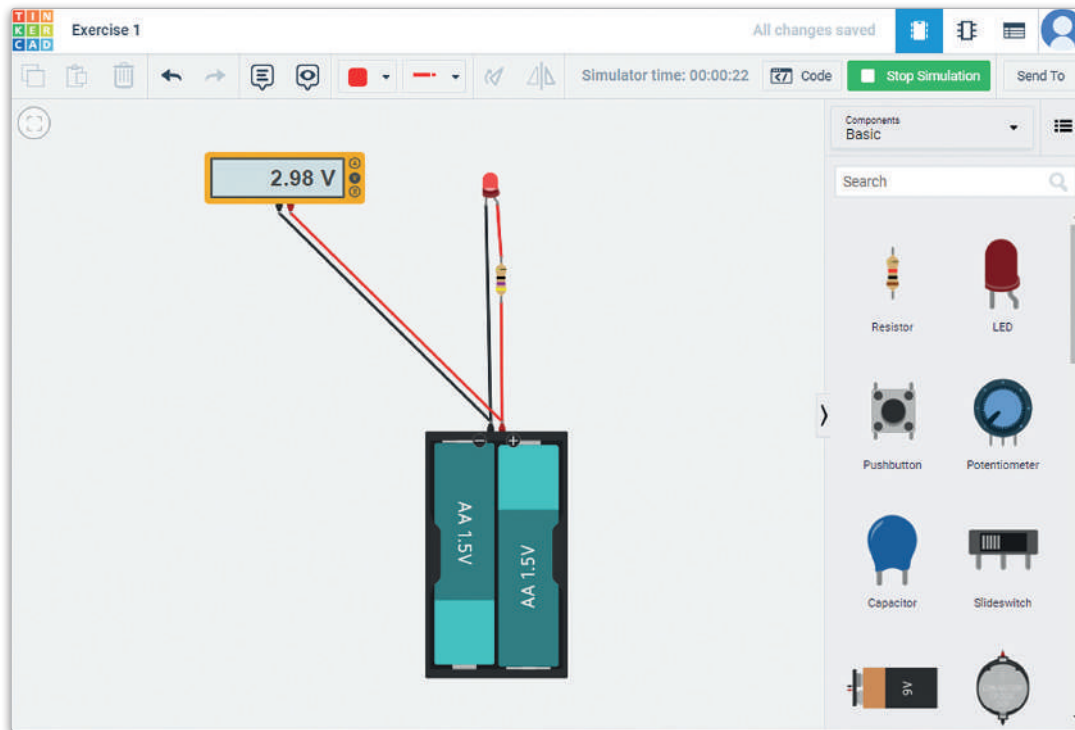 TIN
KER
CAD
Exercise 1
All changes saved
Simulator time: 00:00:22
Code
Stop Simulation
Send To
Components
Basic
Search
2.98 V
A
V
R
Resistor
LED
Pushbutton
Potentiometer
AA 1.5V
AA 1.5V
Capacitor
Slideswitch
9V